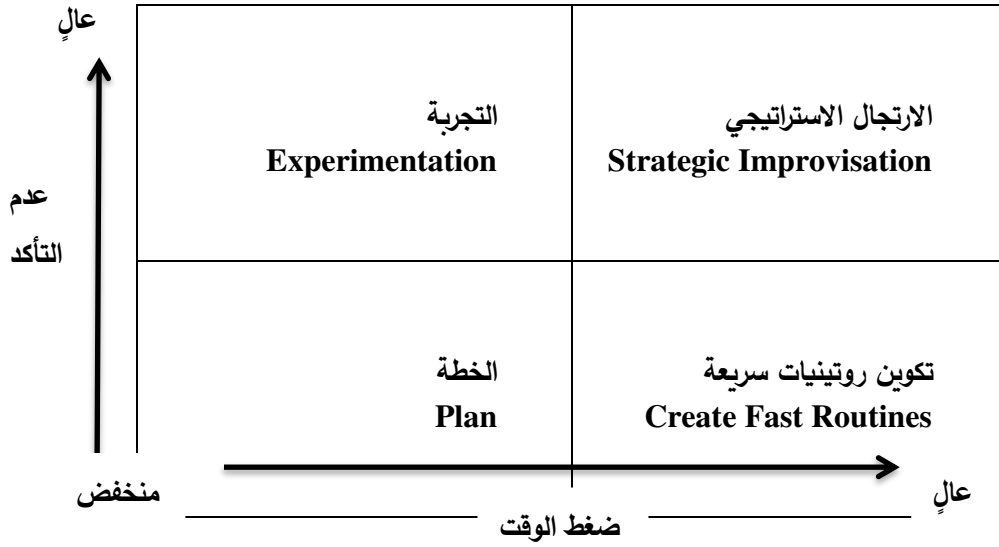 عالٍ
الارتجال الاستراتيجي
Strategic Improvisation
التجربة
Experimentation
عدم
التأكد
تكوين روتينيات سريعة
Create Fast Routines
الخطة
Plan
منخفض
عالٍ
ضغط الوقت